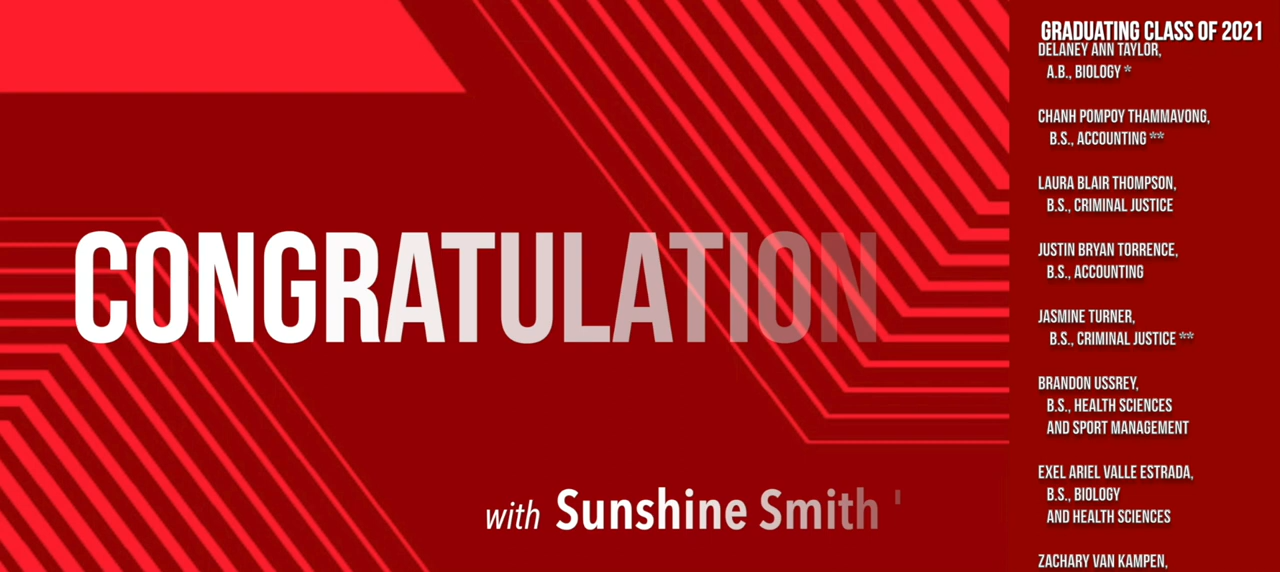 CONGRATULATION
with Sunshine Smith '
GRADUATING CLASS OF 2021
DELANEY ANN TAYLOR,
A.B., BIOLOGY *
CHANH POMPOY THAMMAVONG,
B.S., ACCOUNTING **
LAURA BLAIR THOMPSON,
B.S., CRIMINAL JUSTICE
JUSTIN BRYAN TORRENCE,
B.S., ACCOUNTING
JASMINE TURNER,
B.S., CRIMINAL JUSTICE **
BRANDON USSREY,
B.S., HEALTH SCIENCES
AND SPORT MANAGEMENT
EXEL ARIEL VALLE ESTRADA,
B.S., BIOLOGY
AND HEALTH SCIENCES
ZACHARY VAN KAMPEN,